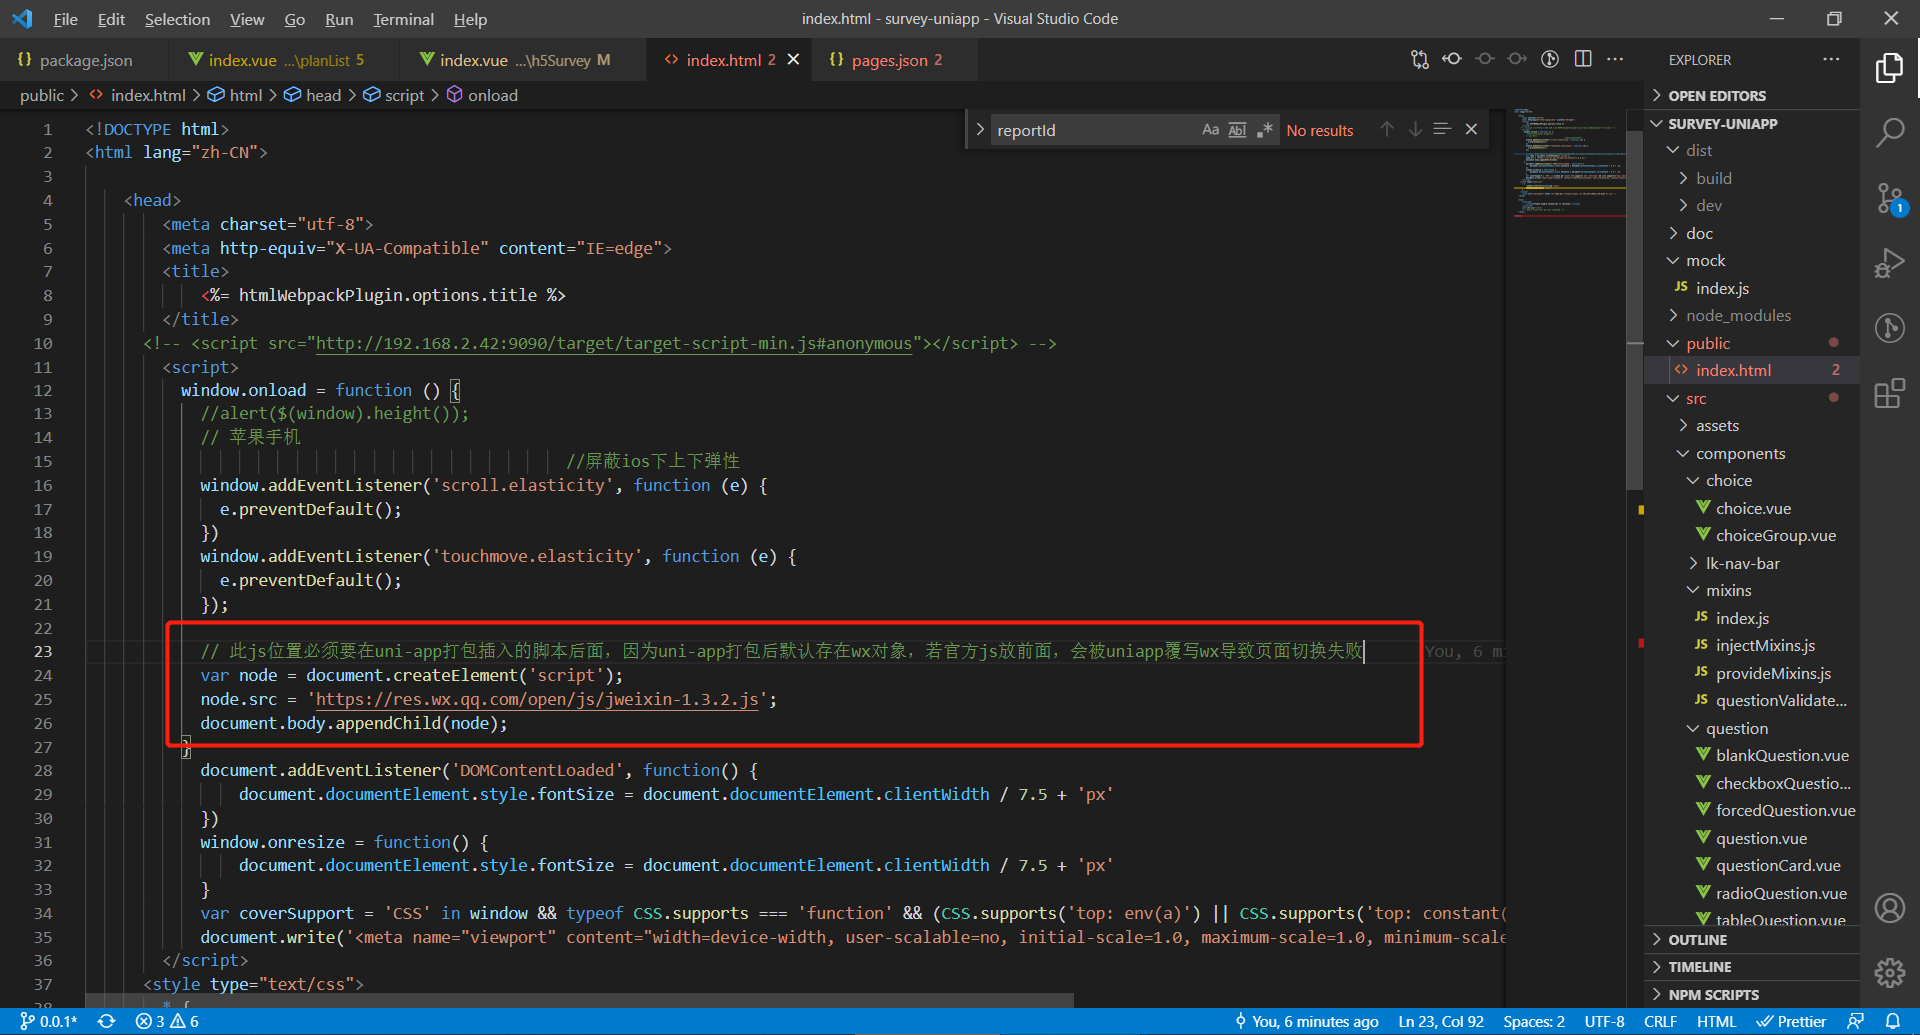 File Edit Selection View Go Run Terminal Help
index.html - survey-uniapp - Visual Studio Code
{} package.json
index.vue ...\planList 5
index.vue ...\h5Survey M
<> index.html 2
{} pages.json 2
public > <> index.html > html > head > script > onload
reportId
Aa Abl .* No results
1 <!DOCTYPE html>
2 <html lang="zh-CN">
3
4 <head>
5 <meta charset="utf-8">
6 <meta http-equiv="X-UA-Compatible" content="IE=edge">
7 <title>
8 <%= htmlWebpackPlugin.options.title %>
9 </title>
10 <!-- <script src="http://192.168.2.42:9090/target/target-script-min.js#anonymous"></script> -->
11 <script>
12 window.onload = function () {
13 //alert($(window).height());
14 // 苹果手机
15 //屏蔽ios下上下弹性
16 window.addEventListener('scroll.elasticity', function (e) {
17 e.preventDefault();
18 })
19 window.addEventListener('touchmove.elasticity', function (e) {
20 e.preventDefault();
21 });
22
23 // 此js位置必须要在uni-app打包插入的脚本后面，因为uni-app打包后默认存在wx对象，若官方js放前面，会被uniapp覆写wx导致页面切换失败 You, 6 mi
24 var node = document.createElement('script');
25 node.src = 'https://res.wx.qq.com/open/js/jweixin-1.3.2.js';
26 document.body.appendChild(node);
27 }
28 document.addEventListener('DOMContentLoaded', function() {
29 document.documentElement.style.fontSize = document.documentElement.clientWidth / 7.5 + 'px'
30 })
31 window.onresize = function() {
32 document.documentElement.style.fontSize = document.documentElement.clientWidth / 7.5 + 'px'
33 }
34 var coverSupport = 'CSS' in window && typeof CSS.supports === 'function' && (CSS.supports('top: env(a)') || CSS.supports('top: constant(
35 document.write('<meta name="viewport" content="width=device-width, user-scalable=no, initial-scale=1.0, maximum-scale=1.0, minimum-scale
36 </script>
37 <style type="text/css">
38 * {
EXPLORER
OPEN EDITORS
SURVEY-UNIAPP
dist
build
dev
doc
mock
JS index.js
node_modules
public
<> index.html 2
src
assets
components
choice
choice.vue
choiceGroup.vue
lk-nav-bar
mixins
JS index.js
JS injectMixins.js
JS provideMixins.js
JS questionValidate...
question
blankQuestion.vue
checkboxQuestio...
forcedQuestion.vue
question.vue
questionCard.vue
radioQuestion.vue
tableQuestion.vue
OUTLINE
TIMELINE
NPM SCRIPTS
1
0.0.1* 3 6
You, 6 minutes ago Ln 23, Col 92 Spaces: 2 UTF-8 CRLF HTML Prettier